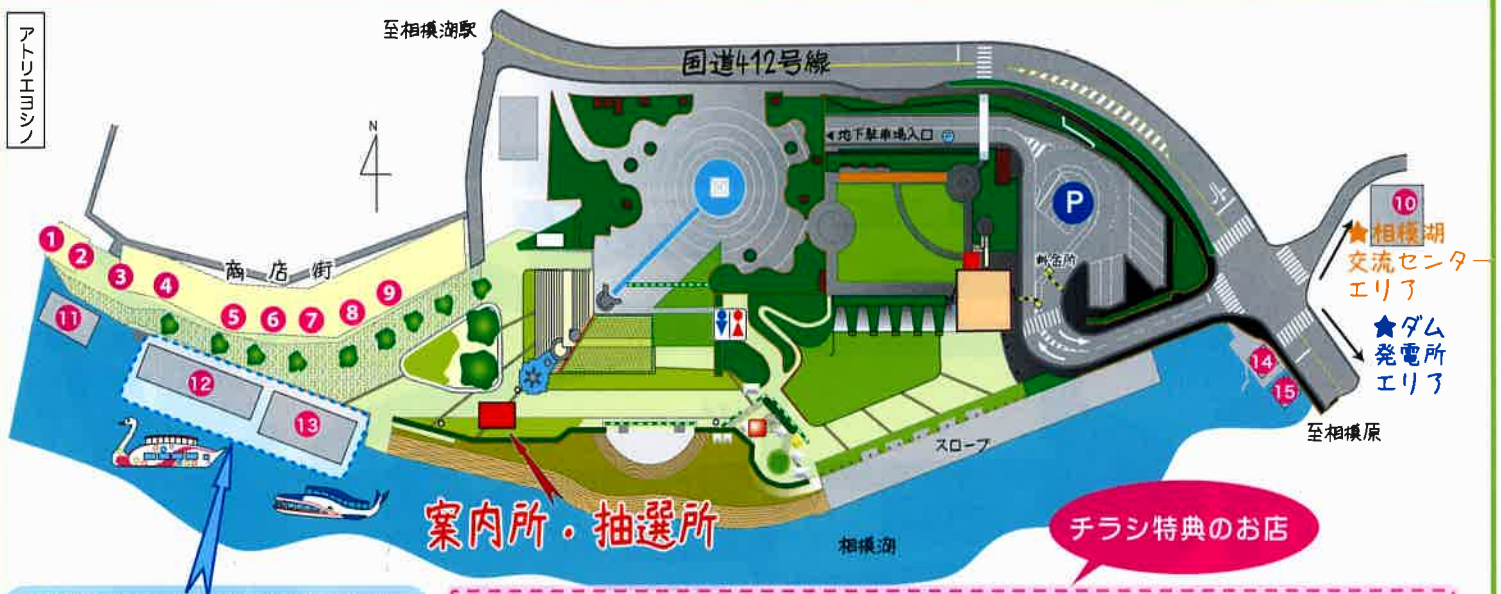 アトリエヨシノ
至相模湖駅
国道412号線
N
地下駐車場入口 P
P
10
★相模湖
交流センター
エリア
★ダム
発電所
エリア
1
2
3
4
商店街
5
6
7
8
9
料金所
11
12
13
14
15
至相模原
スロープ
案内所・抽選所
相模湖
チラシ特典のお店